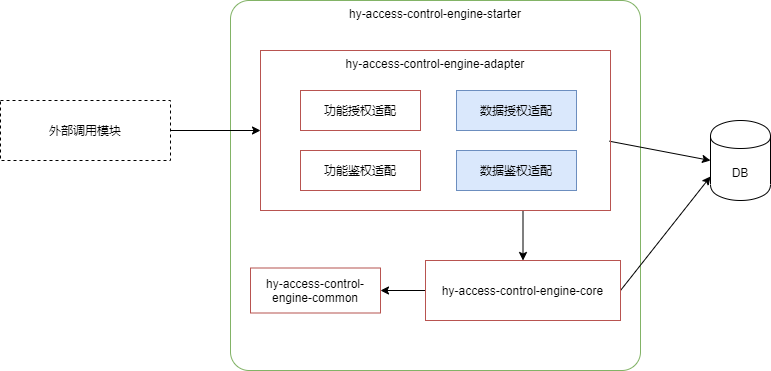 hy-access-control-engine-starter
hy-access-control-engine-adapter
功能授权适配
数据授权适配
外部调用模块
功能鉴权适配
数据鉴权适配
DB
hy-access-control-
engine-common
hy-access-control-engine-core